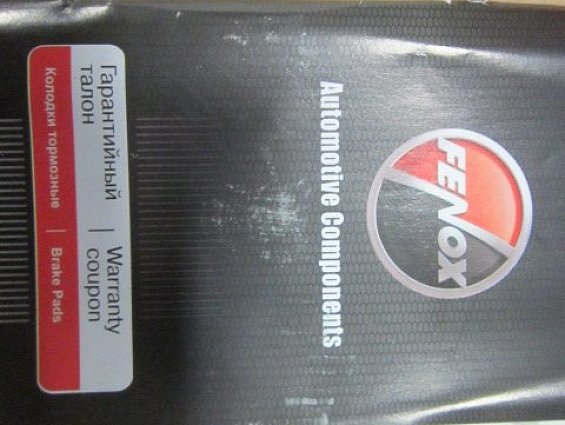 FENOX
Automotive Components
Гарантийный талон | Warranty coupon
Колодки тормозные | Brake Pads